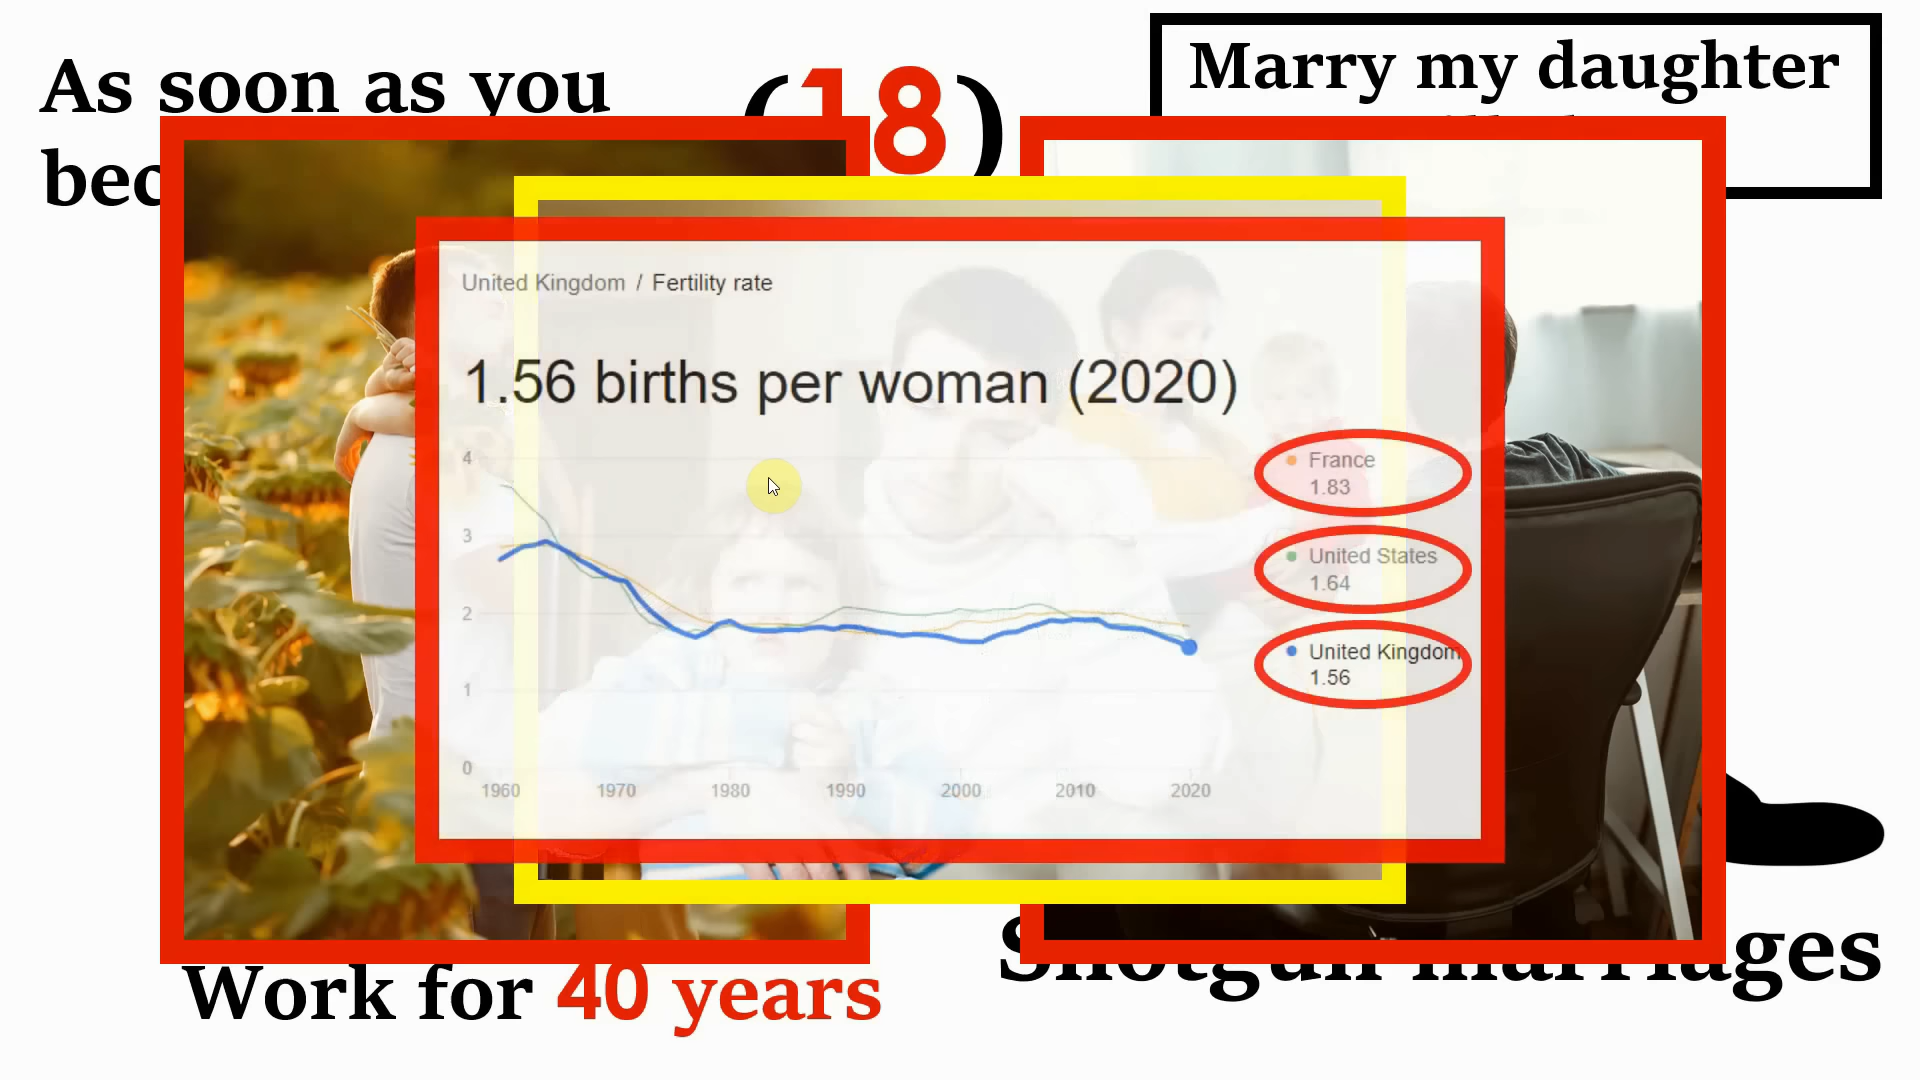 As soon as you
(18)
Marry my daughter
United Kingdom / Fertility rate
1.56 births per woman (2020)
4
3
2
1
0
1960 1970 1980 1990 2000 2010 2020
France
1.83
United States
1.64
United Kingdom
1.56
Shotgun marriages
Work for 40 years